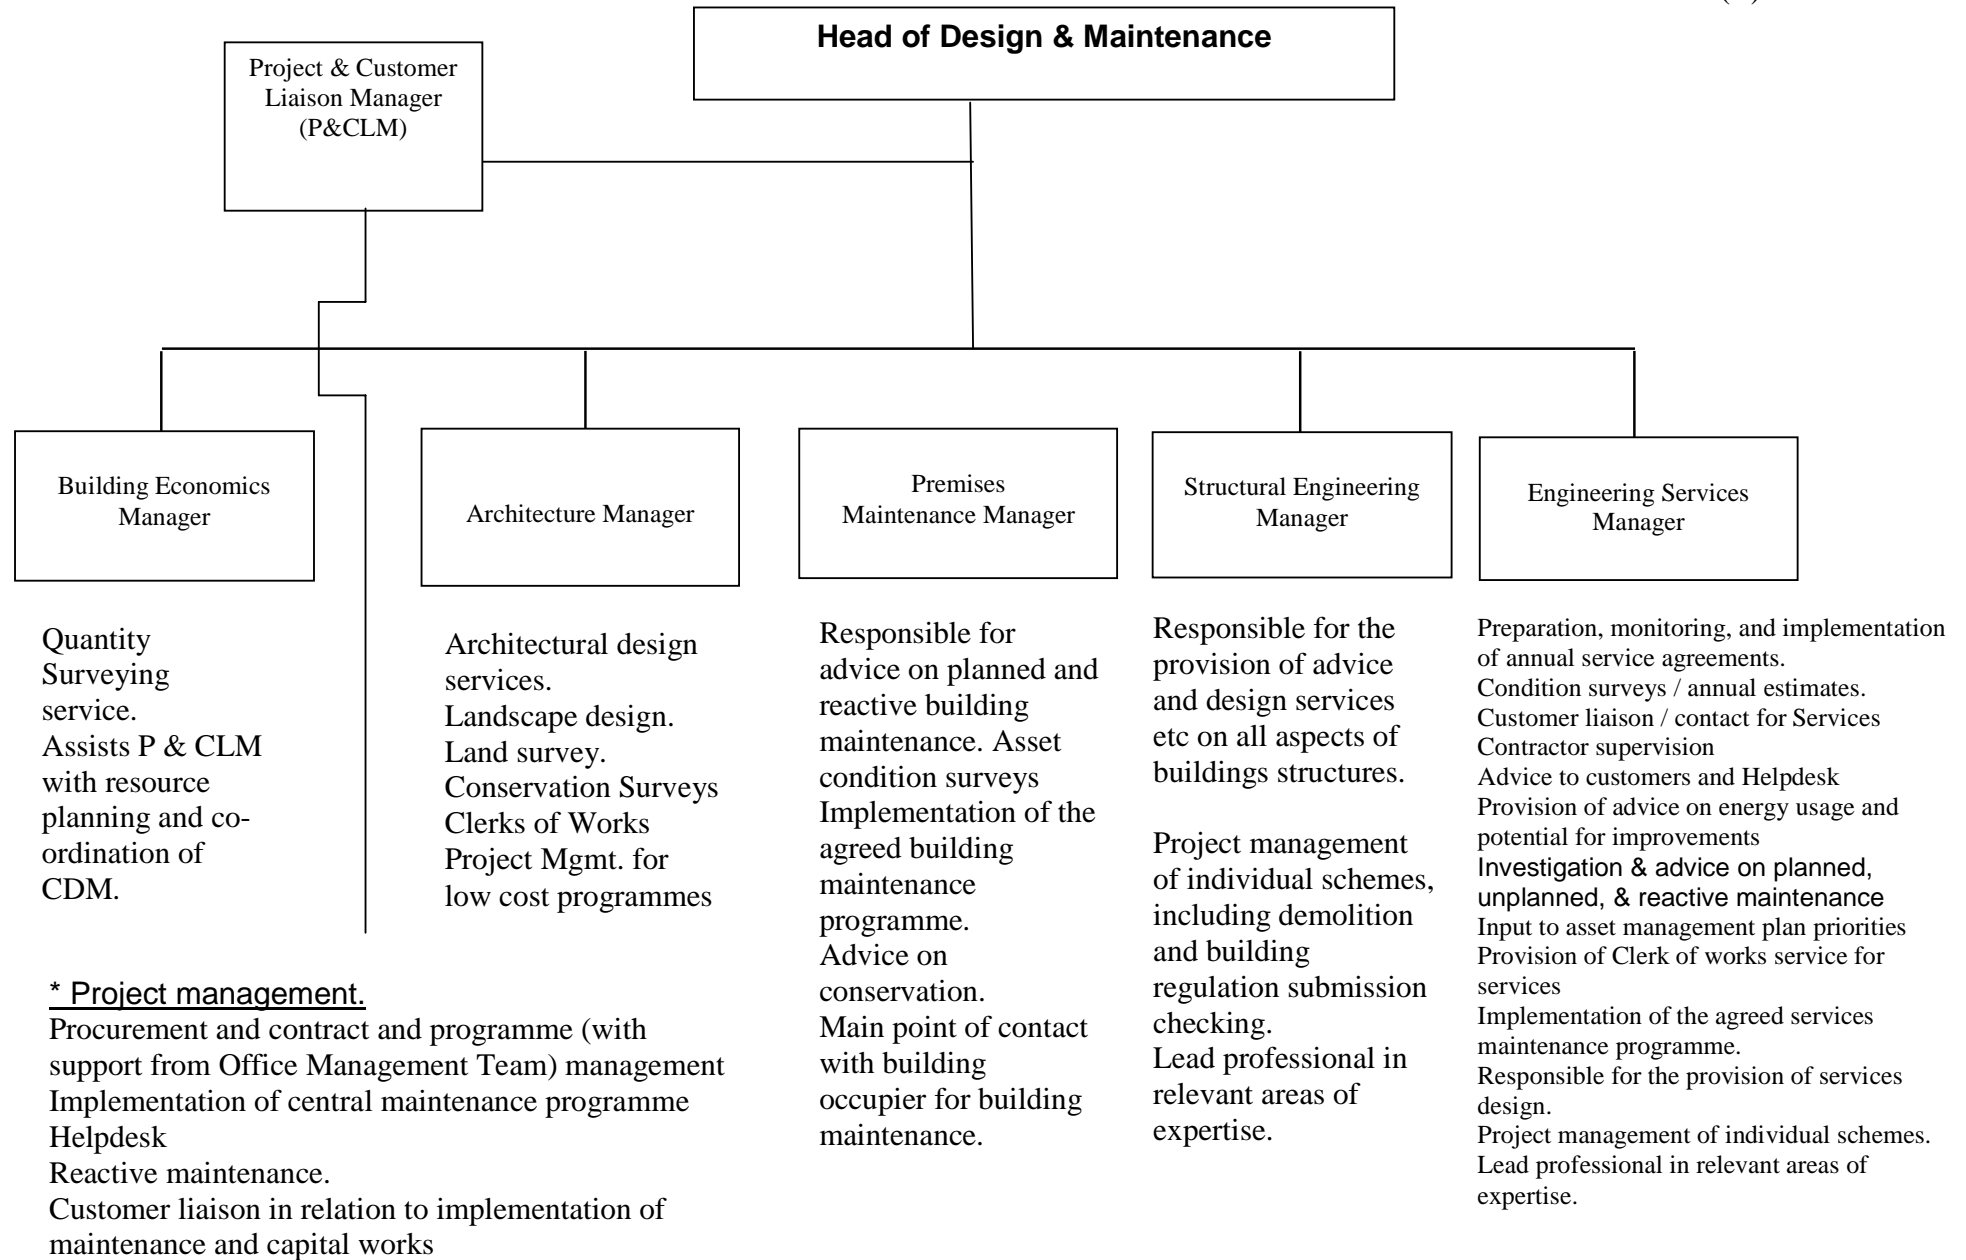 Head of Design & Maintenance
Project & Customer
Liaison Manager
(P&CLM)
Building Economics
Manager
Architecture Manager
Premises
Maintenance Manager
Structural Engineering
Manager
Engineering Services
Manager
Quantity
Surveying
service.
Assists P & CLM
with resource
planning and co-
ordination of
CDM.
Architectural design
services.
Landscape design.
Land survey.
Conservation Surveys
Clerks of Works
Project Mgmt. for
low cost programmes
Responsible for
advice on planned and
reactive building
maintenance. Asset
condition surveys
Implementation of the
agreed building
maintenance
programme.
Advice on
conservation.
Main point of contact
with building
occupier for building
maintenance.
Responsible for the
provision of advice
and design services
etc on all aspects of
buildings structures.
Project management
of individual schemes,
including demolition
and building
regulation submission
checking.
Lead professional in
relevant areas of
expertise.
Preparation, monitoring, and implementation
of annual service agreements.
Condition surveys / annual estimates.
Customer liaison / contact for Services
Contractor supervision
Advice to customers and Helpdesk
Provision of advice on energy usage and
potential for improvements
Investigation & advice on planned,
unplanned, & reactive maintenance
Input to asset management plan priorities
Provision of Clerk of works service for
services
Implementation of the agreed services
maintenance programme.
Responsible for the provision of services
design.
Project management of individual schemes.
Lead professional in relevant areas of
expertise.
* Project management.
Procurement and contract and programme (with
support from Office Management Team) management
Implementation of central maintenance programme
Helpdesk
Reactive maintenance.
Customer liaison in relation to implementation of
maintenance and capital works